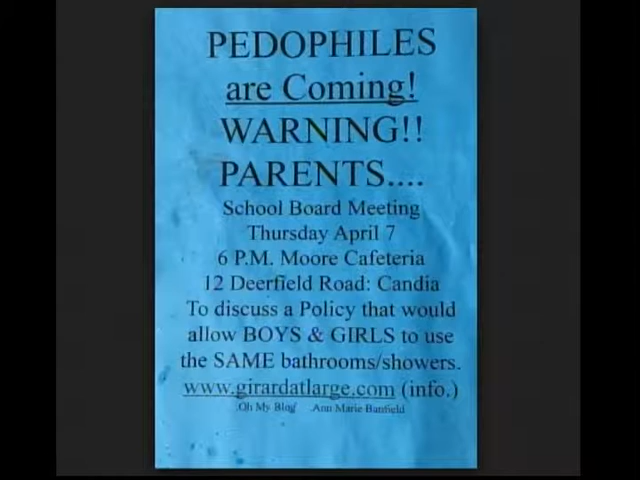 PEDOPHILES
are Coming!
WARNING!!
PARENTS....
School Board Meeting
Thursday April 7
6 P.M. Moore Cafeteria
12 Deerfield Road: Candia
To discuss a Policy that would
allow BOYS & GIRLS to use
the SAME bathrooms/showers.
www.girardatlarge.com (info.)
.Oh My Blog .Ann Marie Banfield